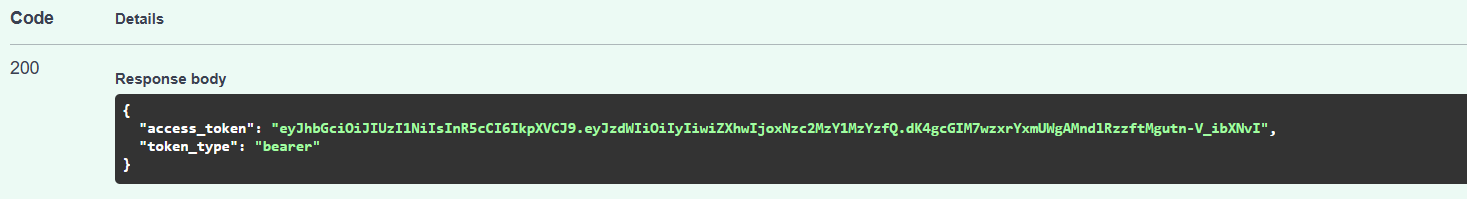 Code Details
200
Response body
{
"access_token": "eyJhbGciOiJIUzI1NiIsInR5cCI6IkpXVCJ9.eyJzdWIiOiIyIiwiZXhwIjoxNzc2MzY1MzYzfQ.dK4gcGIM7wzxrYxmUWgAMndlRzzftMgutn-V_ibXNvI",
"token_type": "bearer"
}